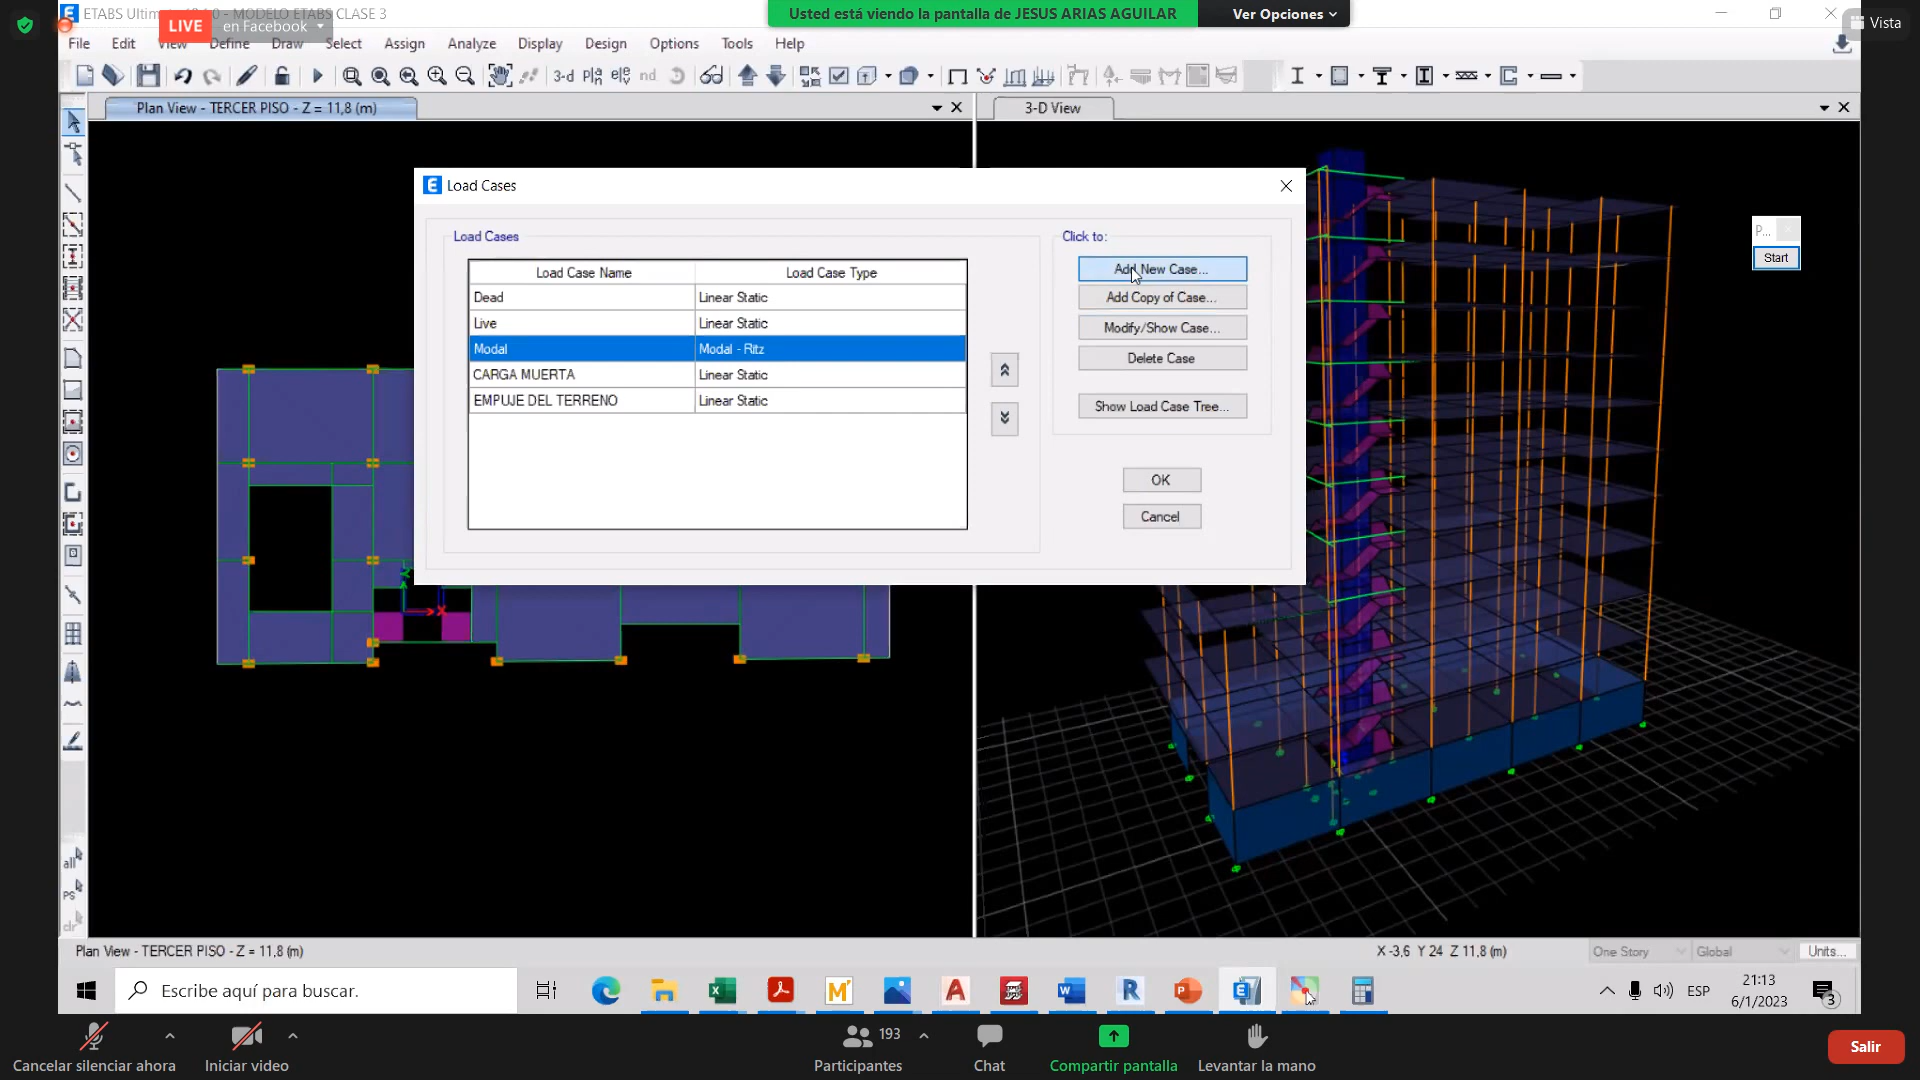 ETABS Ultim
- MODELO ETABS CLASE 3
LIVE
en Facebook
Usted está viendo la pantalla de JESUS ARIAS AGUILAR
Ver Opciones
Vista
File Edit View Define Draw Select Assign Analyze Display Design Options Tools Help
3-d
nd
Plan View - TERCER PISO - Z = 11,8 (m)
3-D View
Load Cases
Load Cases
Click to:
Load Case Name Load Case Type
Dead Linear Static
Live Linear Static
Modal Modal - Ritz
CARGA MUERTA Linear Static
EMPUJE DEL TERRENO Linear Static
Add New Case...
Add Copy of Case...
Modify/Show Case...
Delete Case
Show Load Case Tree...
OK
Cancel
P...
Start
X
all
PS
clr
Plan View - TERCER PISO - Z = 11,8 (m)
X -3,6 Y 24 Z 11,8 (m)
One Story
Global
Units...
Escribe aquí para buscar.
ESP
21:13
6/1/2023
3
Cancelar silenciar ahora
Iniciar video
193
Participantes
Chat
Compartir pantalla
Levantar la mano
Salir